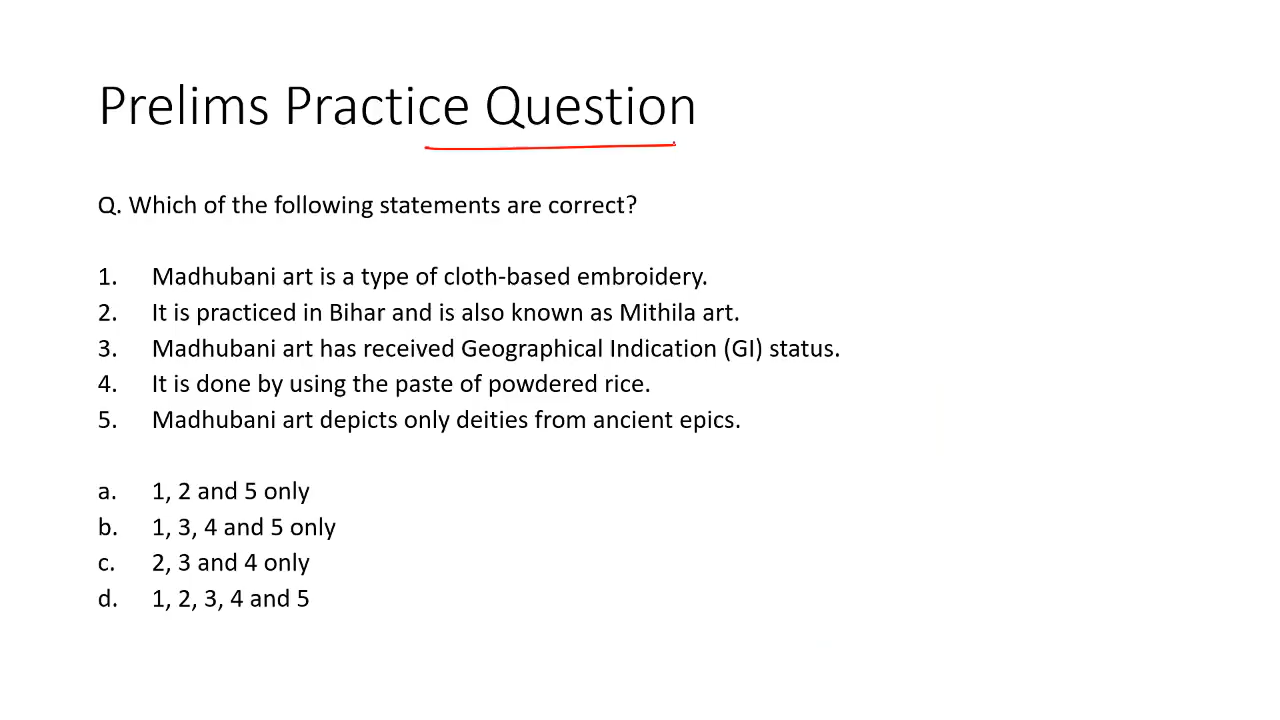 Prelims Practice Question
Q. Which of the following statements are correct?
1. Madhubani art is a type of cloth-based embroidery.
2. It is practiced in Bihar and is also known as Mithila art.
3. Madhubani art has received Geographical Indication (GI) status.
4. It is done by using the paste of powdered rice.
5. Madhubani art depicts only deities from ancient epics.
a. 1, 2 and 5 only
b. 1, 3, 4 and 5 only
c. 2, 3 and 4 only
d. 1, 2, 3, 4 and 5